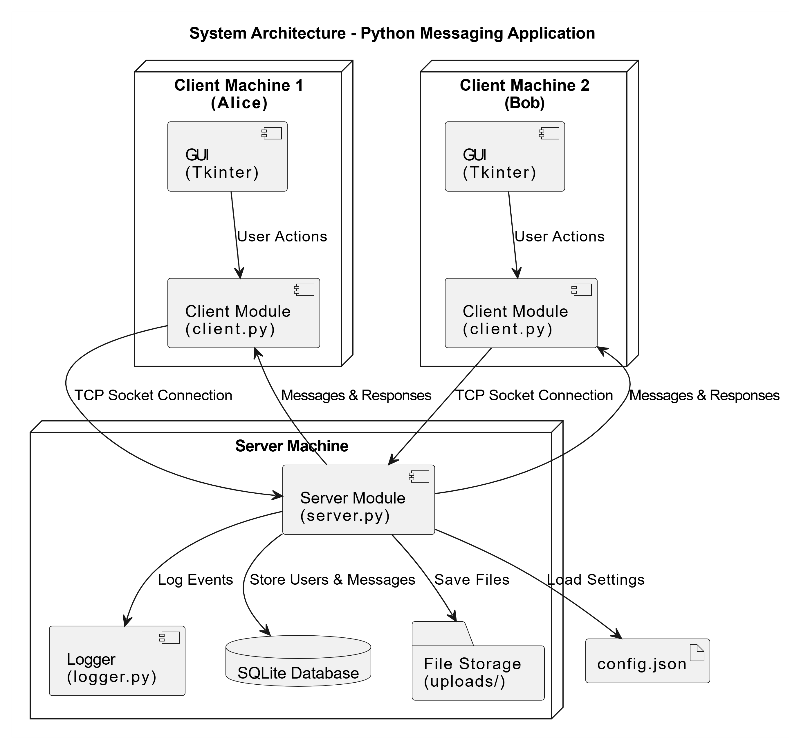 System Architecture - Python Messaging Application
Client Machine 1
(Alice)
Client Machine 2
(Bob)
GUI
(Tkinter)
GUI
(Tkinter)
User Actions
User Actions
Client Module
(client.py)
Client Module
(client.py)
TCP Socket Connection
Messages & Responses
TCP Socket Connection
Messages & Responses
Server Machine
Server Module
(server.py)
Log Events
Store Users & Messages
Save Files
Load Settings
Logger
(logger.py)
SQLite Database
File Storage
(uploads/)
config.json